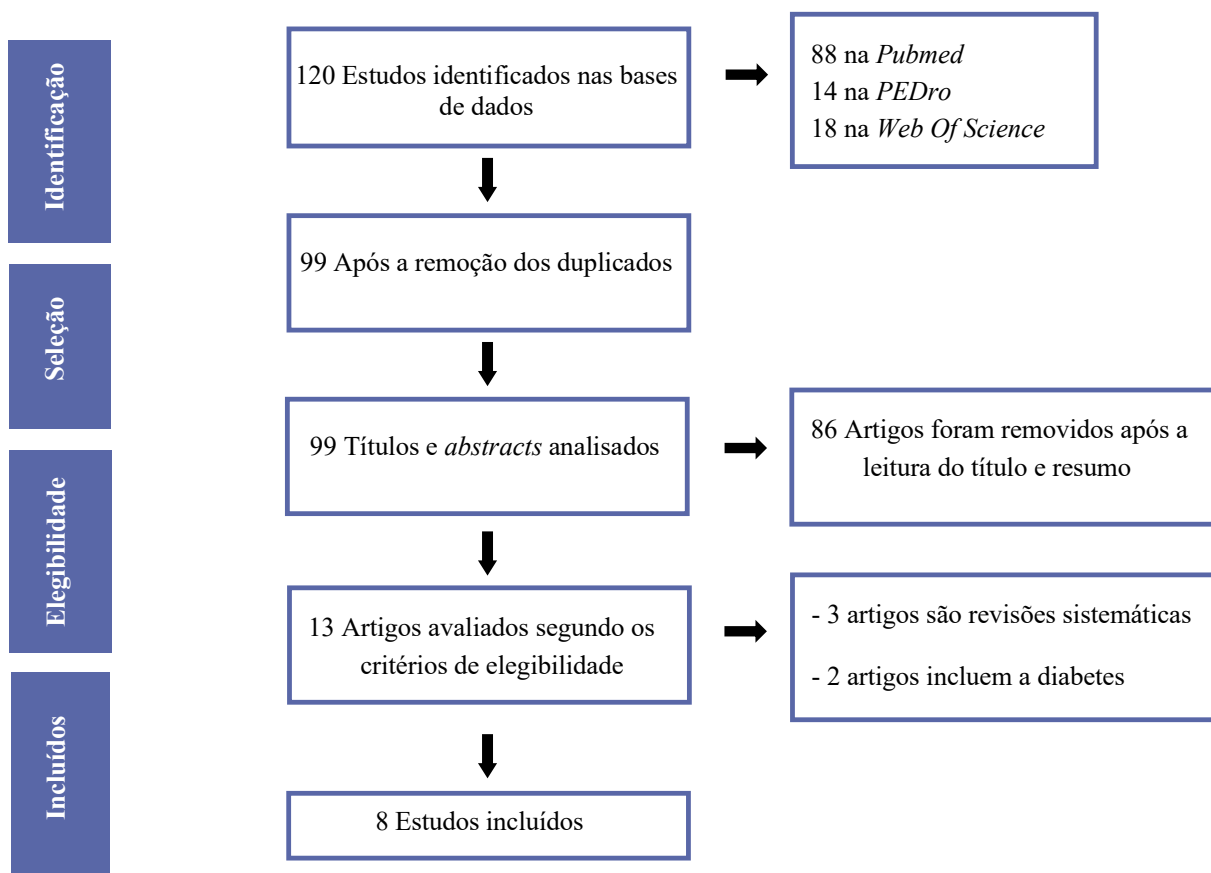 Identificação
120 Estudos identificados nas bases
de dados
88 na Pubmed
14 na PEDro
18 na Web Of Science
99 Após a remoção dos duplicados
Seleção
99 Títulos e abstracts analisados
86 Artigos foram removidos após a
leitura do título e resumo
Elegibilidade
13 Artigos avaliados segundo os
critérios de elegibilidade
- 3 artigos são revisões sistemáticas
- 2 artigos incluem a diabetes
Incluídos
8 Estudos incluídos